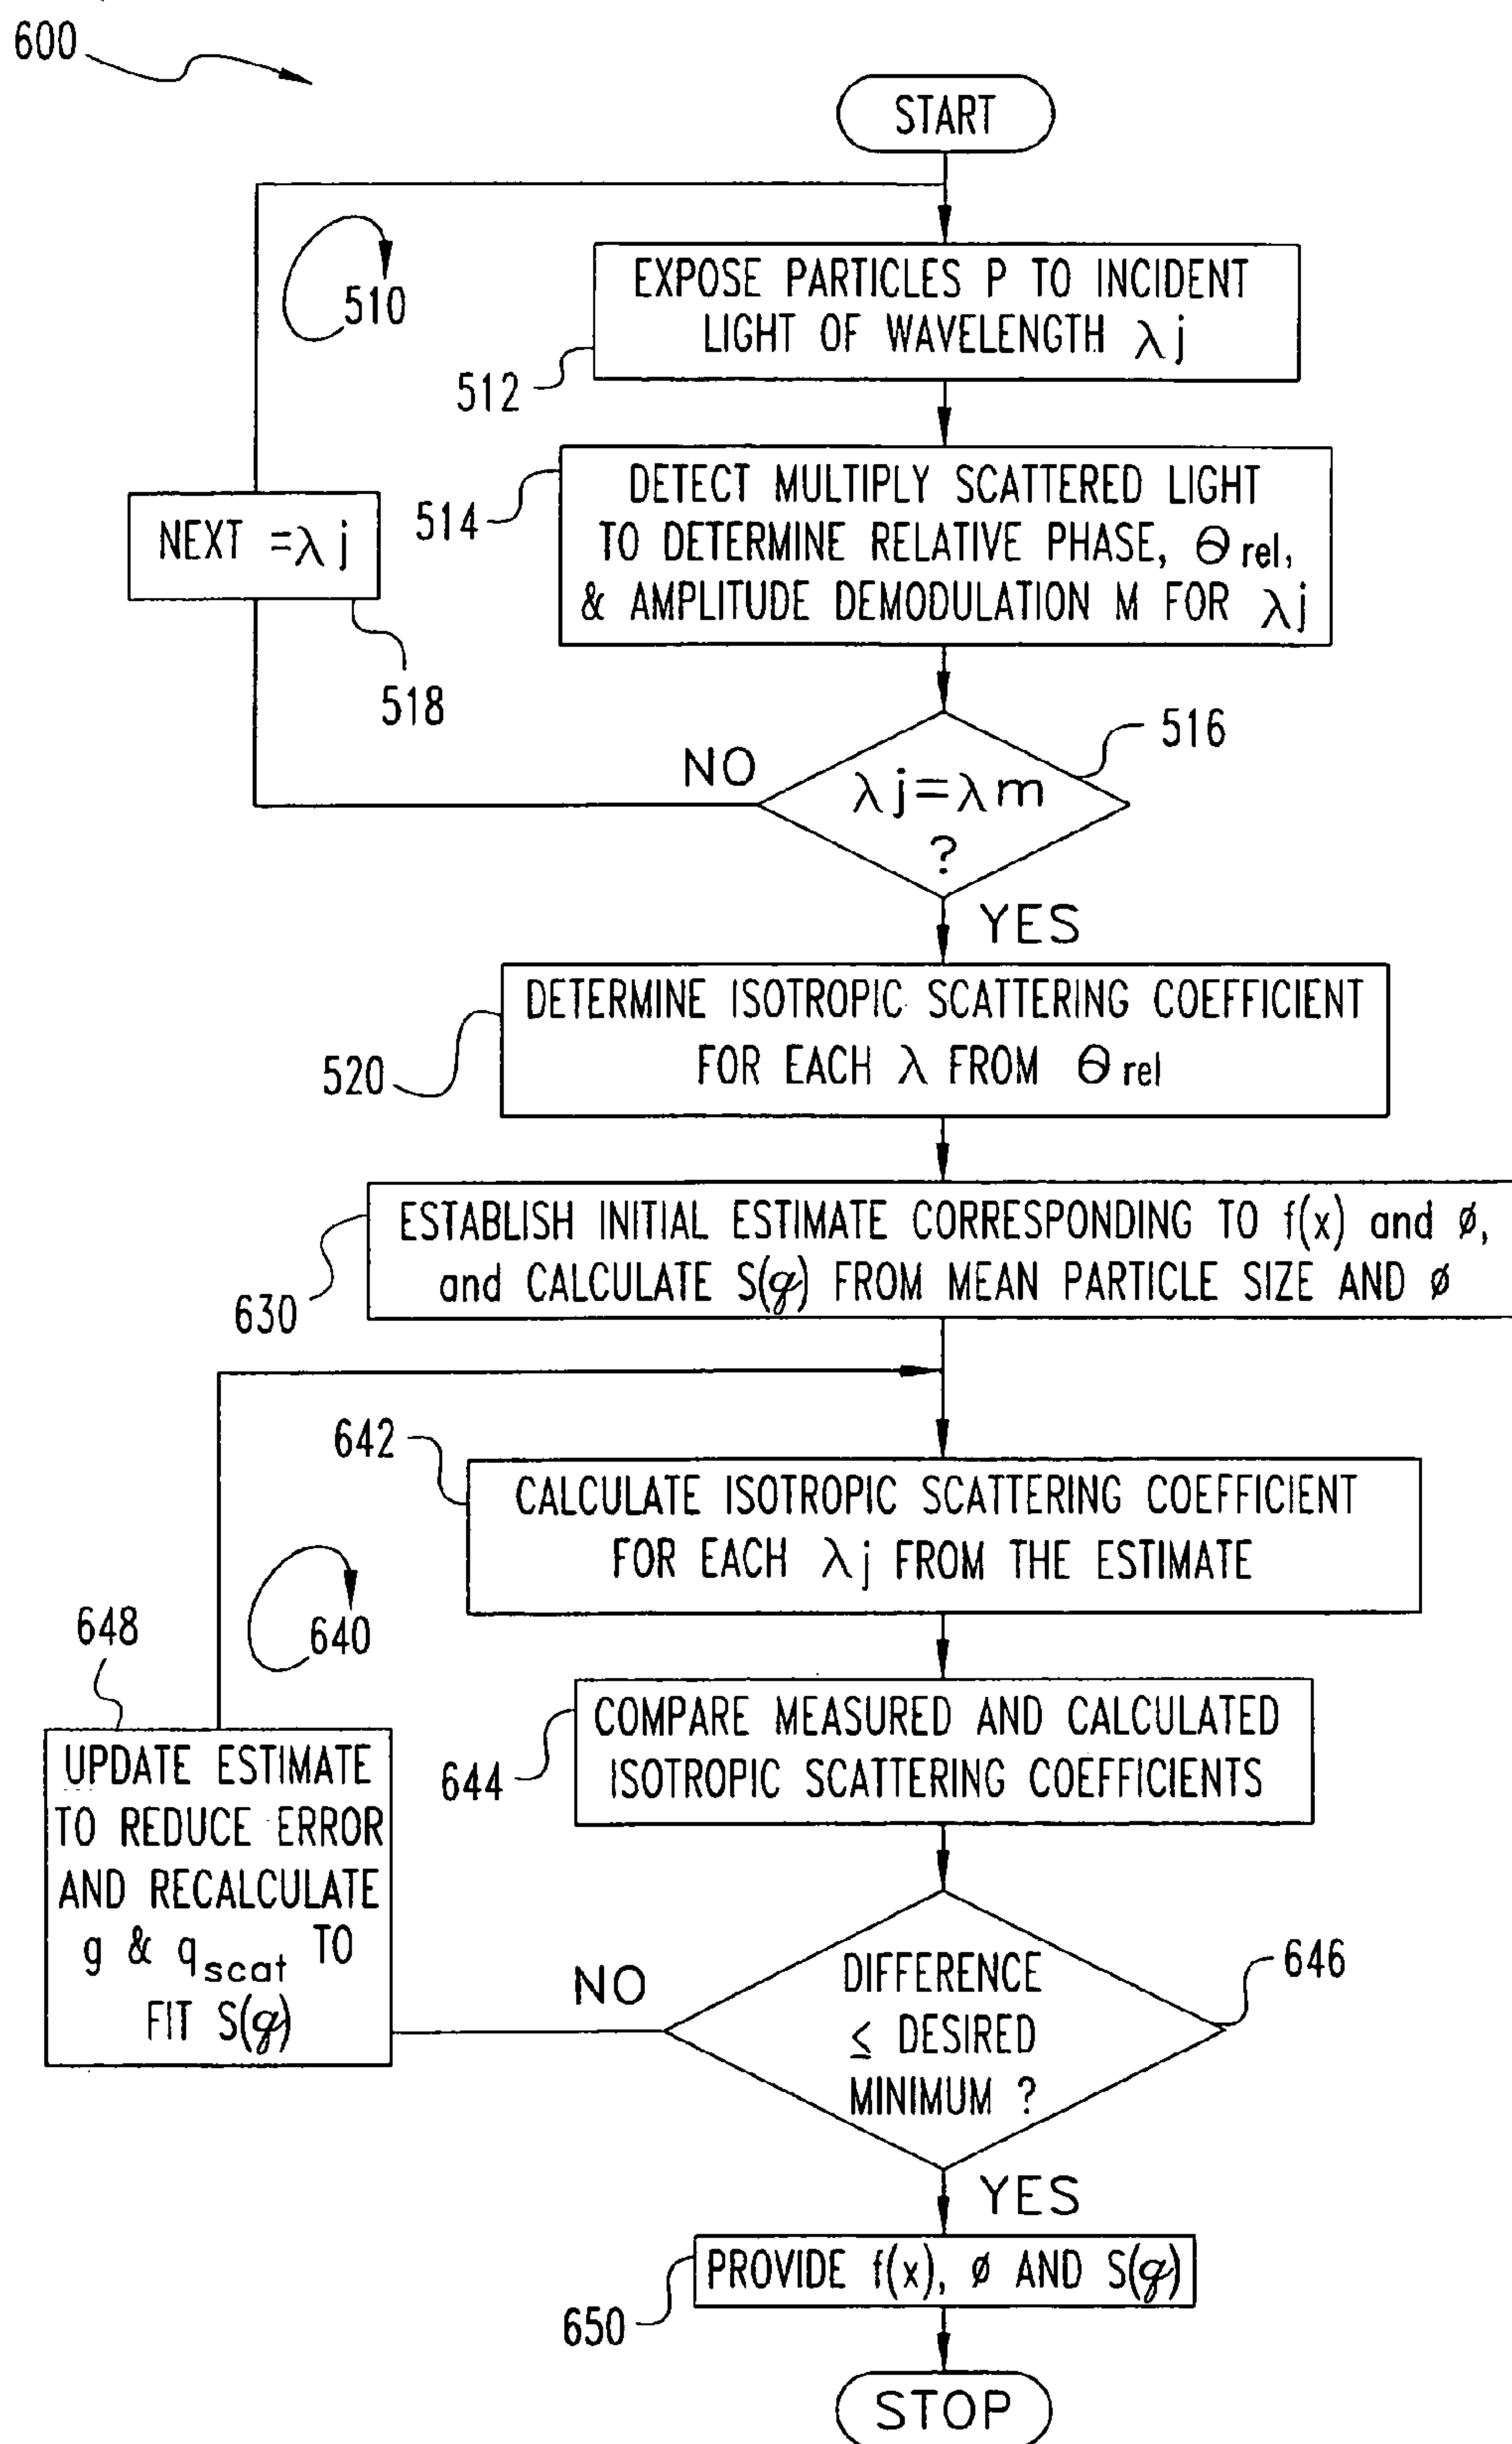 600
START
510
EXPOSE PARTICLES P TO INCIDENT
LIGHT OF WAVELENGTH λj
512
DETECT MULTIPLY SCATTERED LIGHT
TO DETERMINE RELATIVE PHASE, Θrel,
& AMPLITUDE DEMODULATION M FOR λj
514
NEXT =λj
518
516
NO
λj=λm
?
YES
DETERMINE ISOTROPIC SCATTERING COEFFICIENT
FOR EACH λ FROM Θrel
520
ESTABLISH INITIAL ESTIMATE CORRESPONDING TO f(x) and ø,
and CALCULATE S(q) FROM MEAN PARTICLE SIZE AND ø
630
642
CALCULATE ISOTROPIC SCATTERING COEFFICIENT
FOR EACH λj FROM THE ESTIMATE
640
648
COMPARE MEASURED AND CALCULATED
ISOTROPIC SCATTERING COEFFICIENTS
644
UPDATE ESTIMATE
TO REDUCE ERROR
AND RECALCULATE
g & qscat TO
FIT S(q)
NO
DIFFERENCE
≤ DESIRED
MINIMUM ?
646
YES
PROVIDE f(x), ø AND S(q)
650
STOP